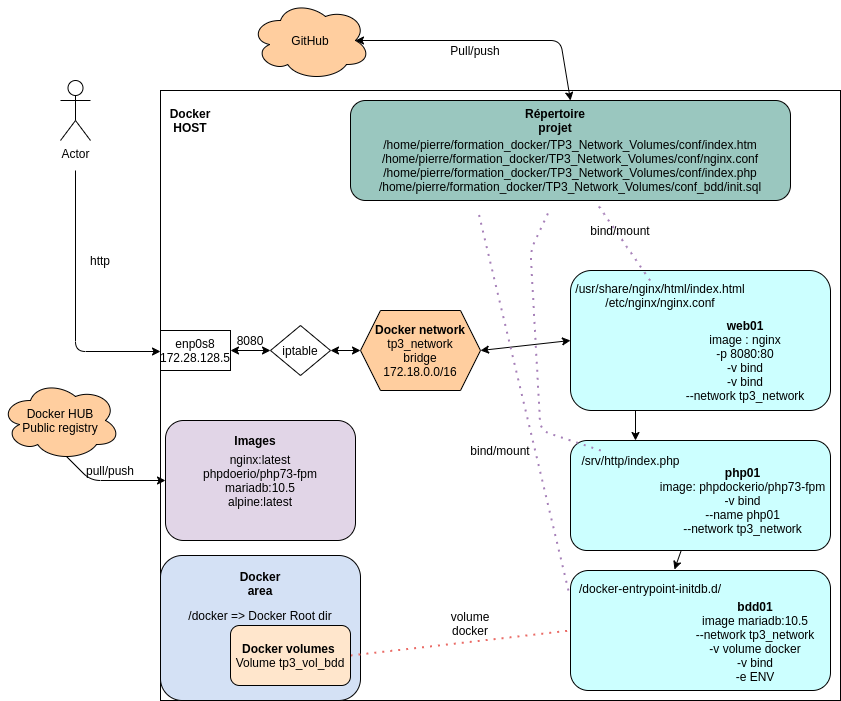 GitHub
Pull/push
Docker
HOST
Répertoire
projet
/home/pierre/formation_docker/TP3_Network_Volumes/conf/index.htm
/home/pierre/formation_docker/TP3_Network_Volumes/conf/nginx.conf
/home/pierre/formation_docker/TP3_Network_Volumes/conf/index.php
/home/pierre/formation_docker/TP3_Network_Volumes/conf_bdd/init.sql
Actor
http
bind/mount
/usr/share/nginx/html/index.html
/etc/nginx/nginx.conf
web01
image : nginx
-p 8080:80
-v bind
-v bind
--network tp3_network
enp0s8
172.28.128.5
8080
iptable
Docker network
tp3_network
bridge
172.18.0.0/16
Docker HUB
Public registry
pull/push
Images
nginx:latest
phpdoerio/php73-fpm
mariadb:10.5
alpine:latest
bind/mount
/srv/http/index.php
php01
image: phpdockerio/php73-fpm
-v bind
--name php01
--network tp3_network
Docker
area
/docker => Docker Root dir
Docker volumes
Volume tp3_vol_bdd
volume
docker
/docker-entrypoint-initdb.d/
bdd01
image mariadb:10.5
--network tp3_network
-v volume docker
-v bind
-e ENV